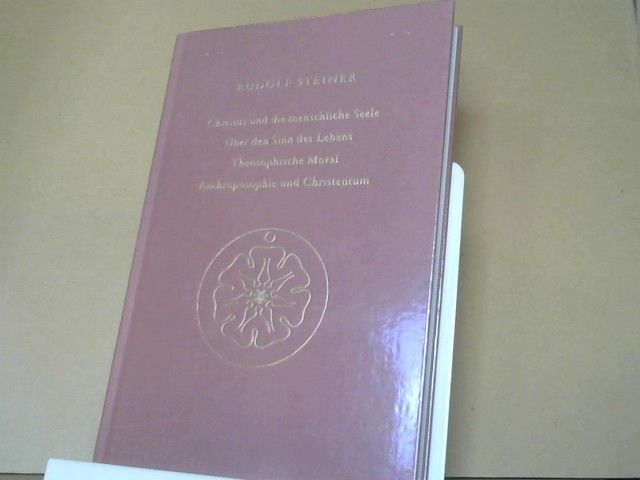 RUDOLF STEINER
Christus und die menschliche Seele
Über den Sinn des Lebens
Theosophische Moral
Anthroposophie und Christentum